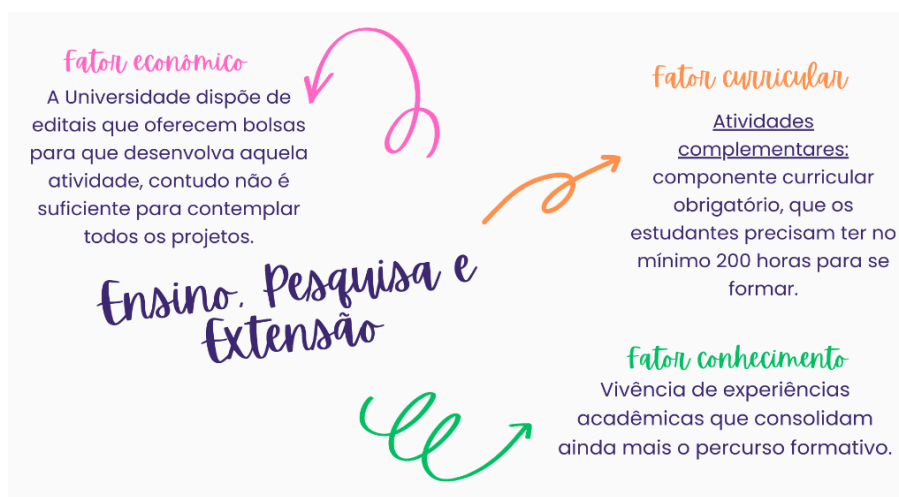 Fator econômico
A Universidade dispõe de
editais que oferecem bolsas
para que desenvolva aquela
atividade, contudo não é
suficiente para contemplar
todos os projetos.
Fator curricular
Atividades
complementares:
componente curricular
obrigatório, que os
estudantes precisam ter no
mínimo 200 horas para se
formar.
Ensino, Pesquisa e
Extensão
Fator conhecimento
Vivência de experiências
acadêmicas que consolidam
ainda mais o percurso formativo.